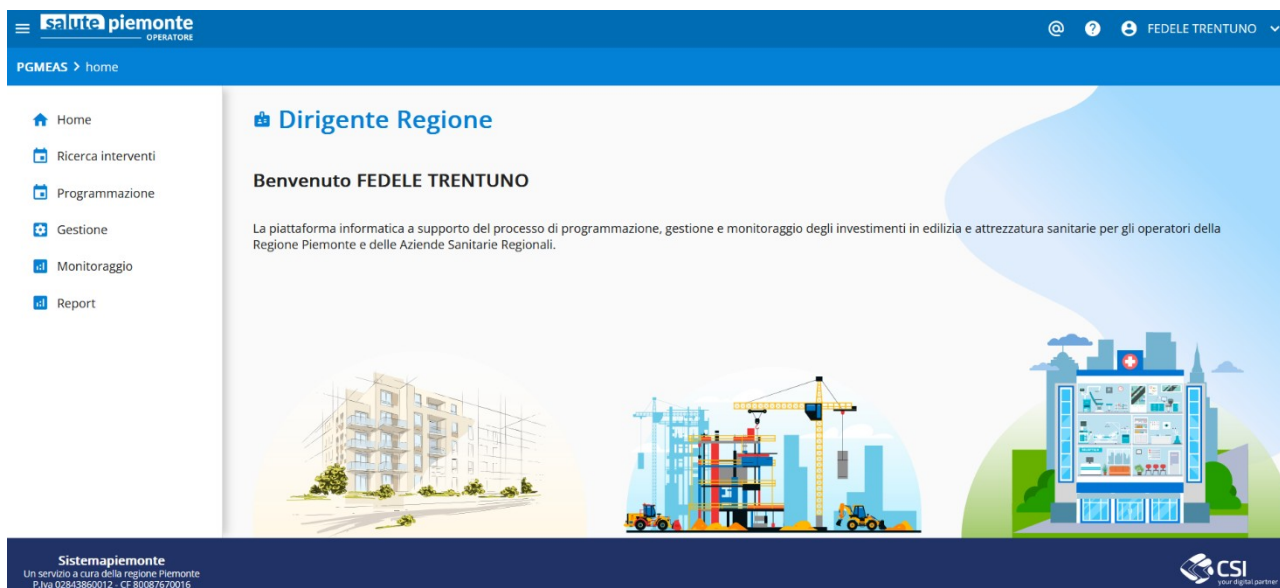 salute piemonte
OPERATORE
@ ? FEDELE TRENTUNO
PGMEAS > home
Home
Ricerca interventi
Programmazione
Gestione
Monitoraggio
Report
Dirigente Regione
Benvenuto FEDELE TRENTUNO
La piattaforma informatica a supporto del processo di programmazione, gestione e monitoraggio degli investimenti in edilizia e attrezzatura sanitarie per gli operatori della
Regione Piemonte e delle Aziende Sanitarie Regionali.
Sistemapiemonte
Un servizio a cura della regione Piemonte
P.Iva 02843860012 - CF 80087670016
CSI
your digital partner